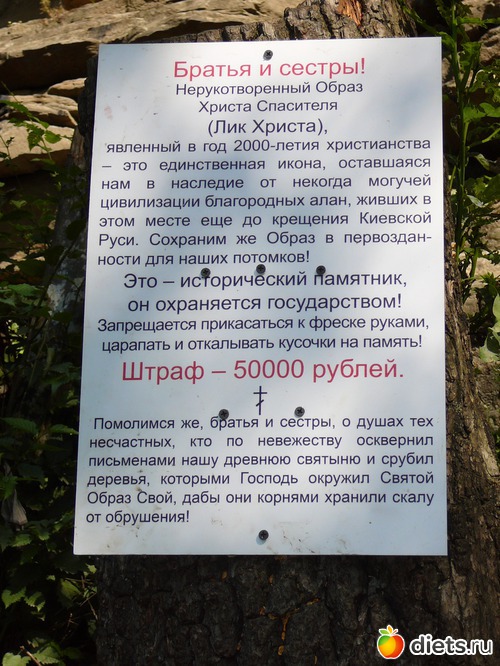 Братья и сестры!
Нерукотворенный Образ
Христа Спасителя
(Лик Христа),
явленный в год 2000-летия христианства
– это единственная икона, оставшаяся
нам в наследие от некогда могучей
цивилизации благородных алан, живших в
этом месте еще до крещения Киевской
Руси. Сохраним же Образ в первоздан-
ности для наших потомков!
Это – исторический памятник,
он охраняется государством!
Запрещается прикасаться к фреске руками,
царапать и откалывать кусочки на память!
Штраф – 50000 рублей.
Помолимся же, братья и сестры, о душах тех
несчастных, кто по невежеству осквернил
письменами нашу древнюю святыню и срубил
деревья, которыми Господь окружил Святой
Образ Свой, дабы они корнями хранили скалу
от обрушения!
diets.ru